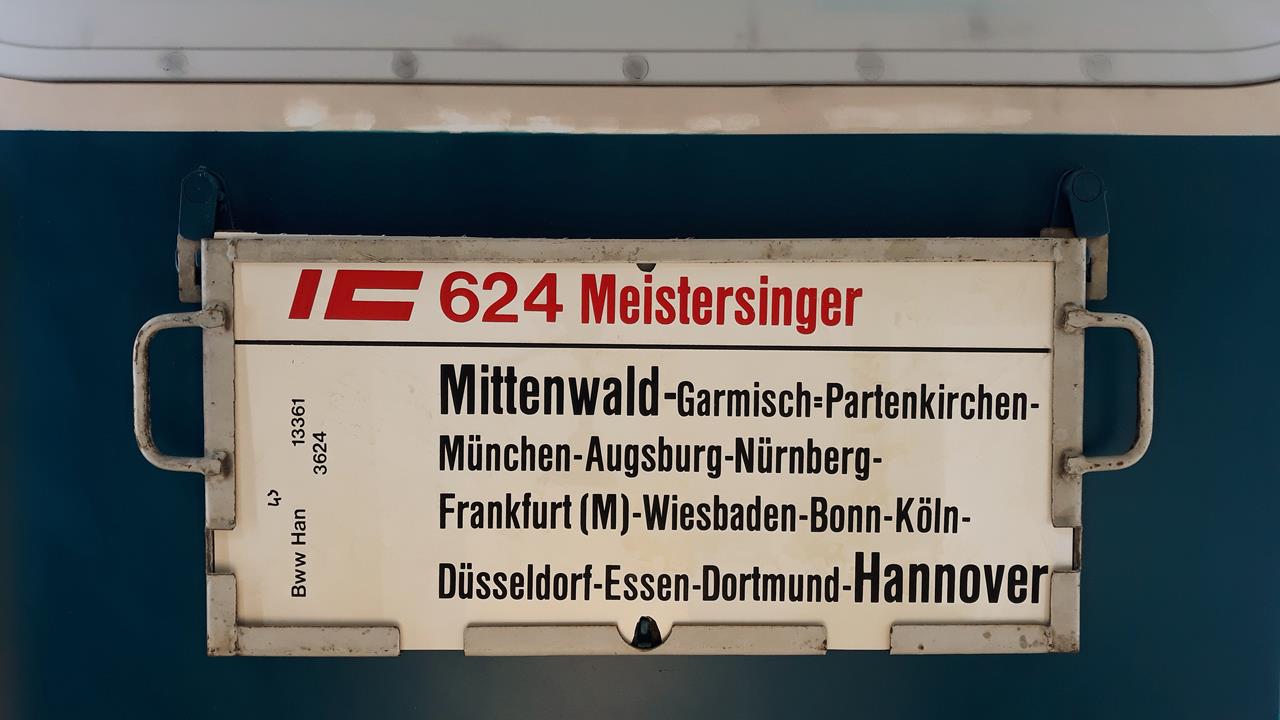 IC 624 Meistersinger
Mittenwald-Garmisch=Partenkirchen-
München-Augsburg-Nürnberg-
Frankfurt (M)-Wiesbaden-Bonn-Köln-
Düsseldorf-Essen-Dortmund-Hannover
Bww Han 13361
3624